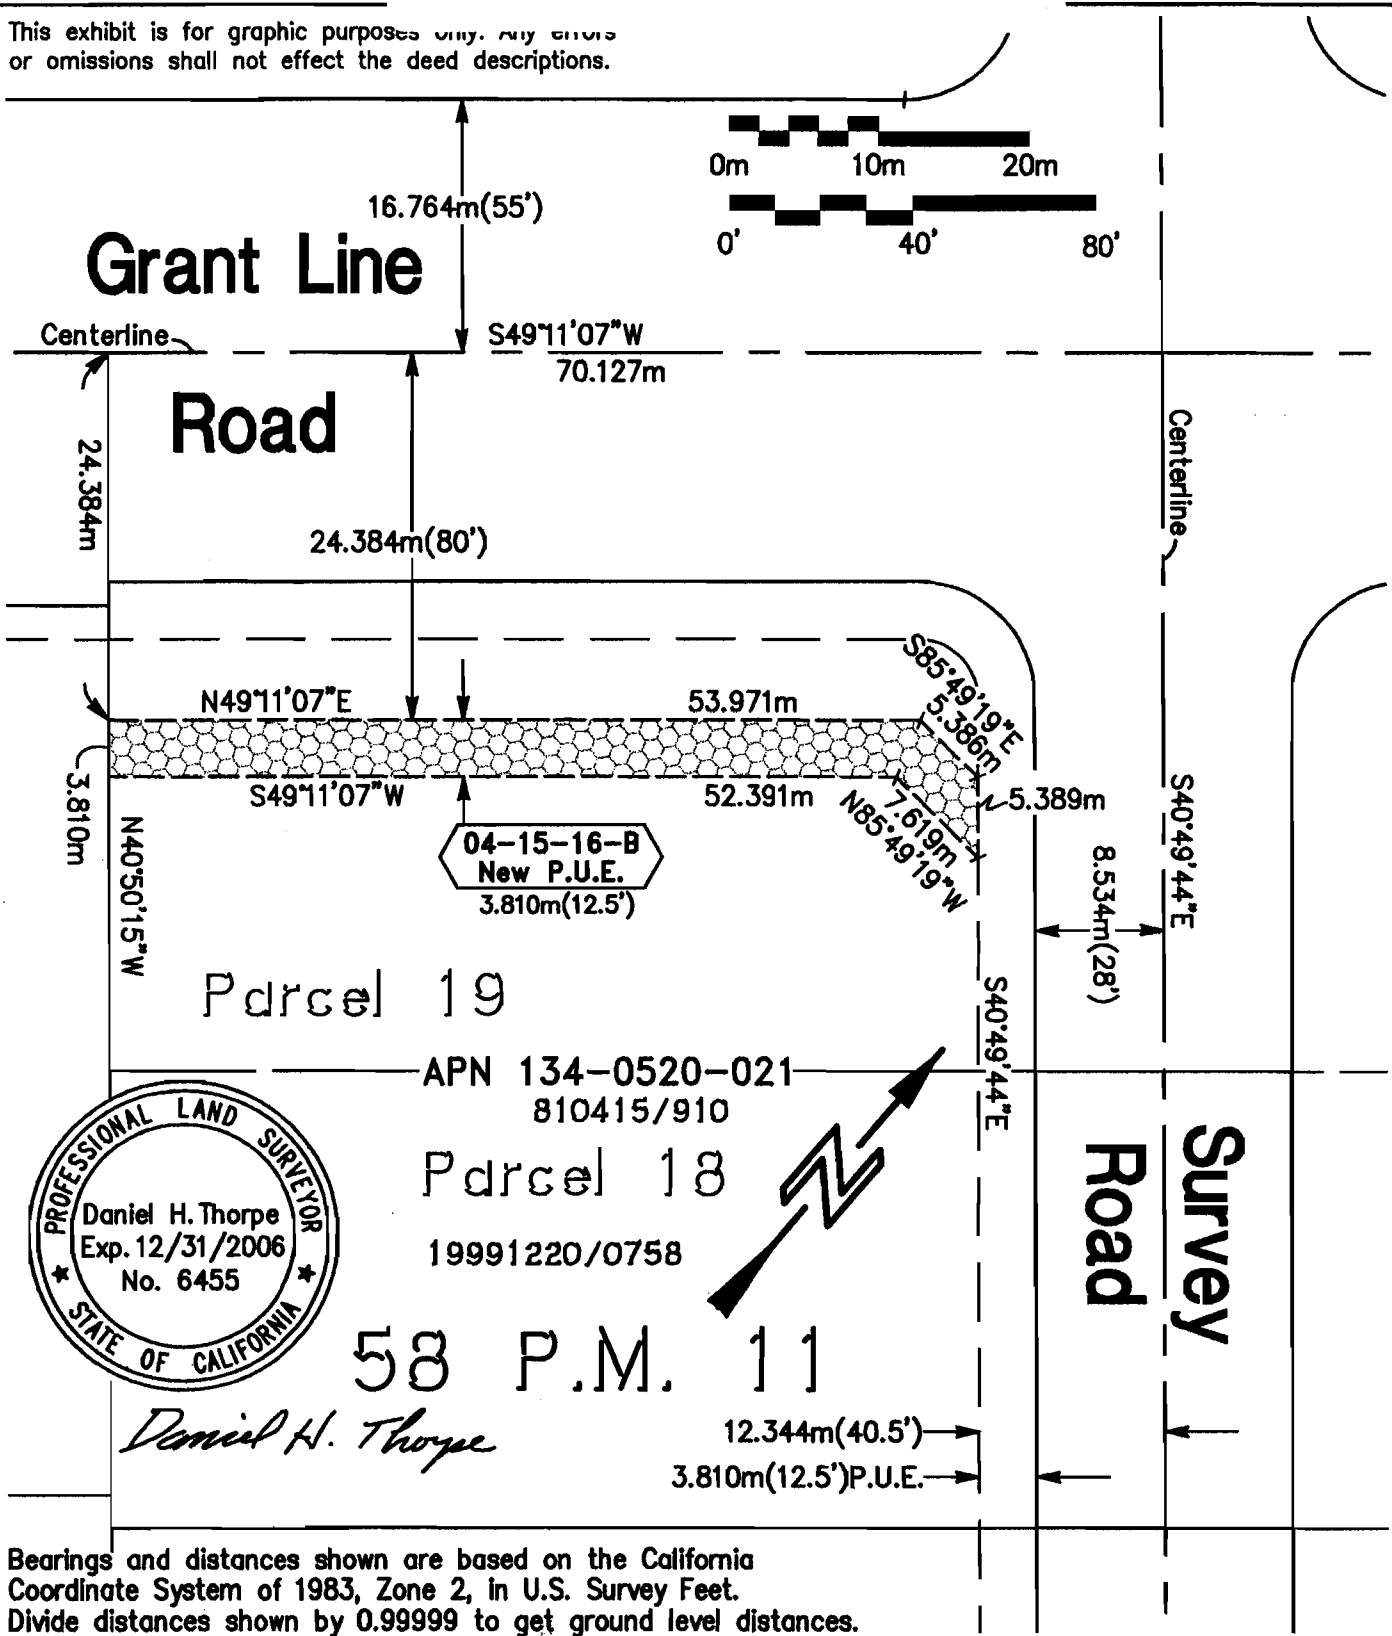 This exhibit is for graphic purposes only. Any errors
or omissions shall not effect the deed descriptions.
0m 10m 20m
16.764m(55')
0' 40' 80'
Grant Line
Centerline
S49°11'07"W
70.127m
Road
24.384m
Centerline
24.384m(80')
S85°49'19"E
5.386m
N49°11'07"E
53.971m
3.810m
S49°11'07"W
52.391m
7.619m
N85°49'19"W
5.389m
S40°49'44"E
04-15-16-B
New P.U.E.
3.810m(12.5')
N40°50'15"W
8.534m(28')
Parcel 19
S40°49'44"E
APN 134-0520-021
810415/910
Parcel 18
19991220/0758
Survey
Road
PROFESSIONAL LAND SURVEYOR
Daniel H. Thorpe
Exp. 12/31/2006
No. 6455
STATE OF CALIFORNIA
58 P.M. 11
Daniel H. Thorpe
12.344m(40.5')
3.810m(12.5')P.U.E.
Bearings and distances shown are based on the California
Coordinate System of 1983, Zone 2, in U.S. Survey Feet.
Divide distances shown by 0.99999 to get ground level distances.